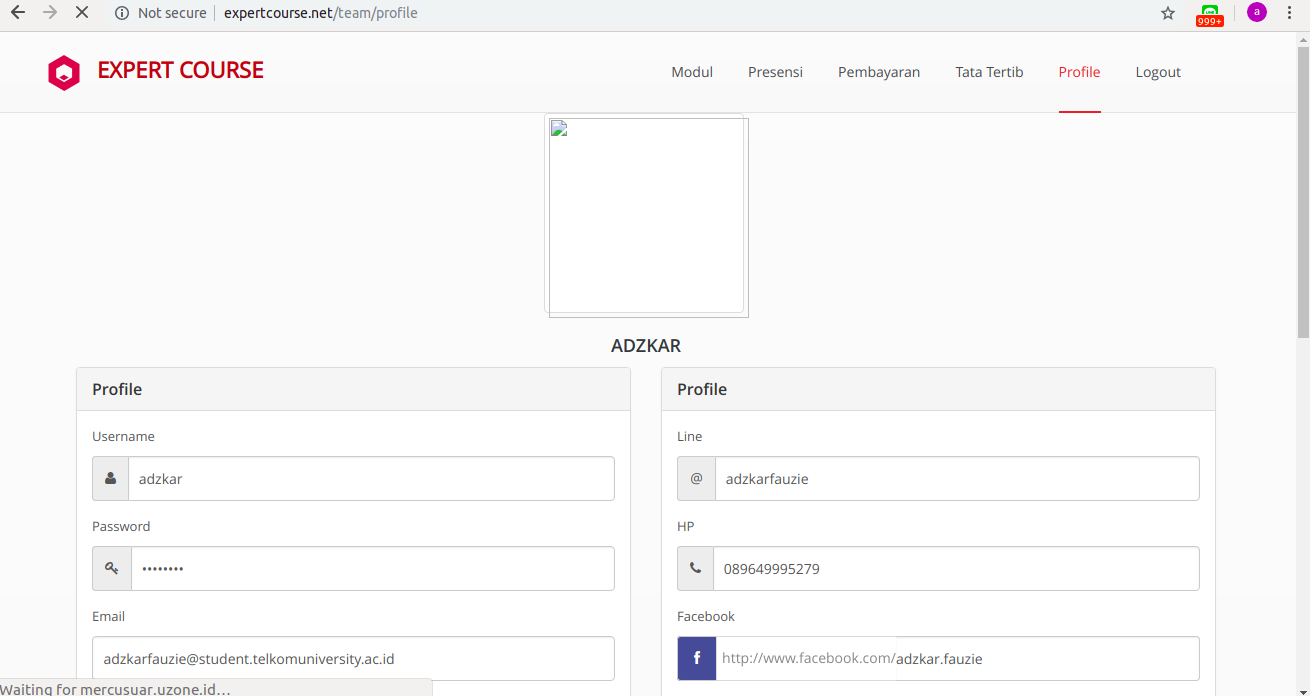 Not secure | expertcourse.net/team/profile
999+
a
EXPERT COURSE
Modul Presensi Pembayaran Tata Tertib Profile Logout
ADZKAR
Profile
Username
adzkar
Password
••••••••
Email
adzkarfauzie@student.telkomuniversity.ac.id
Profile
Line
@ adzkarfauzie
HP
089649995279
Facebook
f http://www.facebook.com/adzkar.fauzie
Waiting for mercusuar.uzone.id...